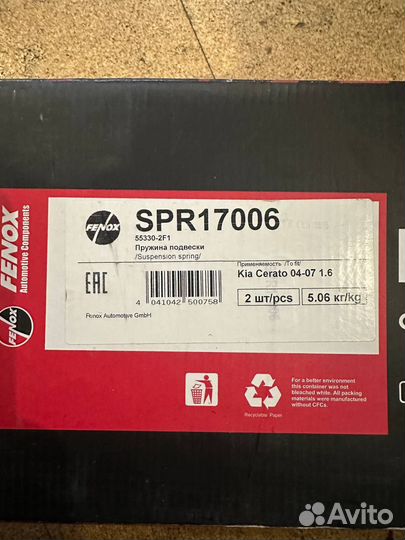 FENOX
Automotive Components
FENOX
FENOX
SPR17006
55330-2F1
Пружина подвески
/Suspension spring/
Применяемость /To fit/
Kia Cerato 04-07 1.6
EAC
4 041042 500758
2 шт/pcs
5.06 кг/kg
Fenox Automotive GmbH
Recyclable Paper
For a better environment
this container was not
bleached white. All packing
materials were manufactured
without CFCs.
Avito